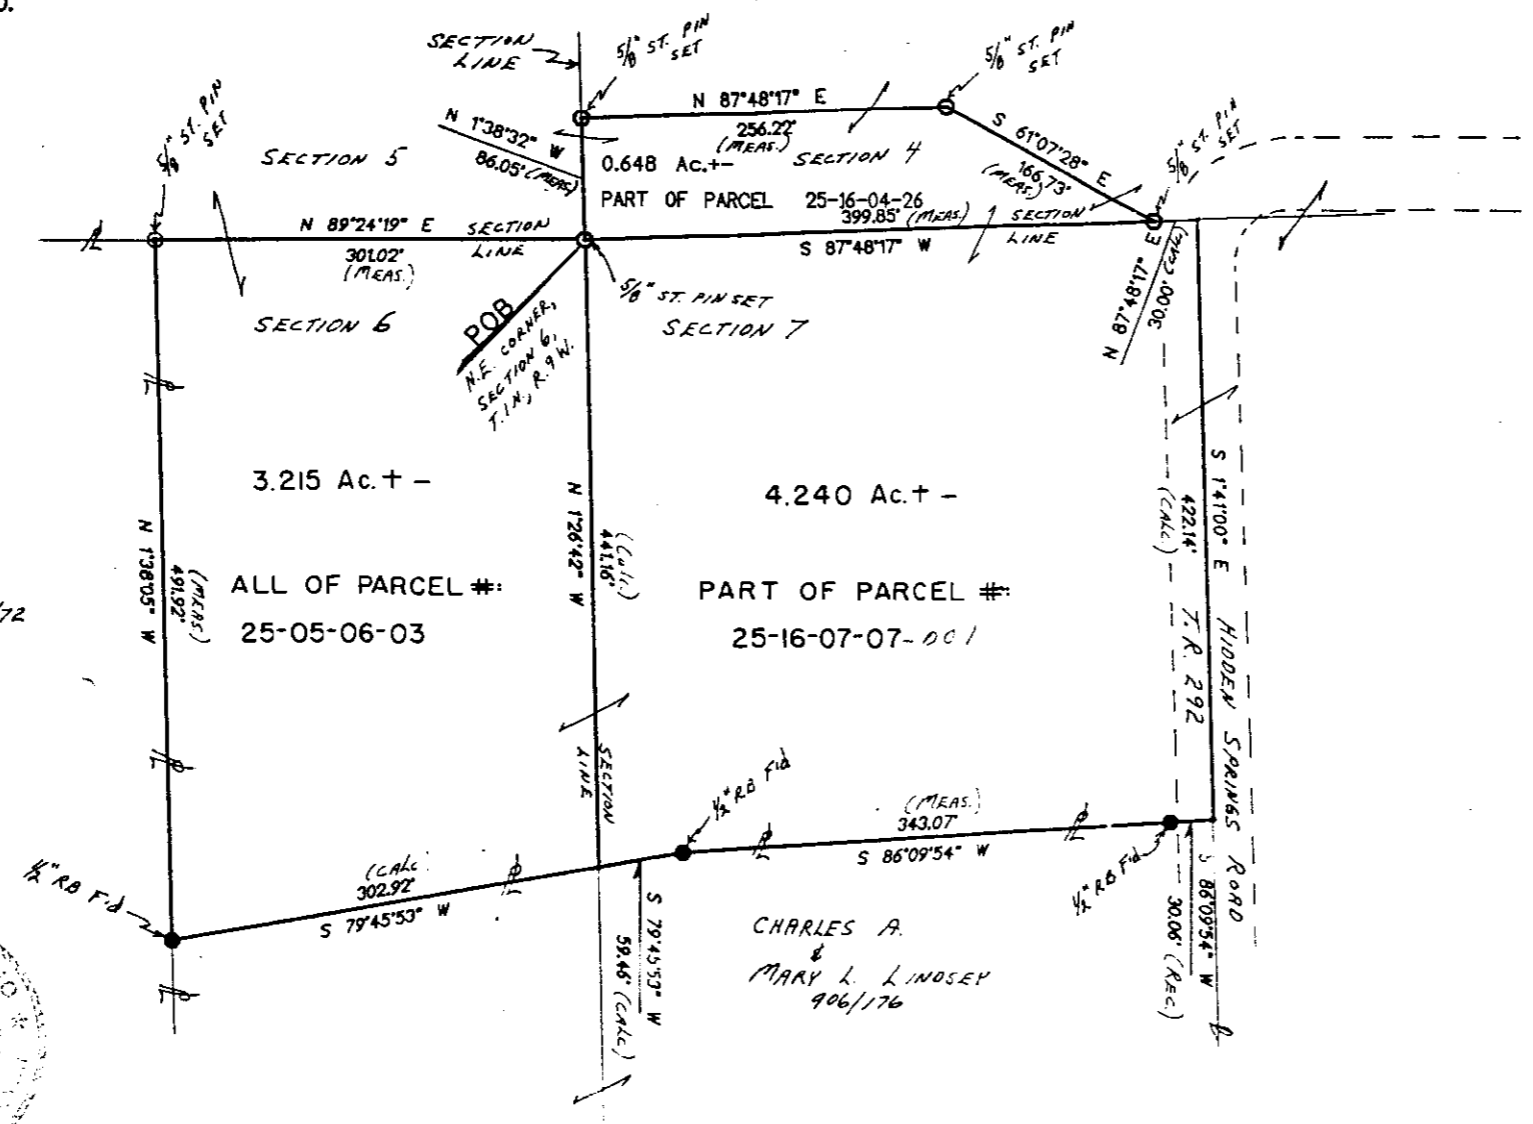 SECTION
LINE
5/8" ST. PIN
SET
5/8" ST. PIN
SET
5/8" ST. PIN
SET
5/8" ST. PIN
SET
N 87°48'17" E
256.22'
(MEAS.)
N 1°38'32" W
86.05' (MEAS)
S 61°07'28" E
166.73'
(MEAS.)
SECTION 5
0.648 Ac.+-
SECTION 4
PART OF PARCEL 25-16-04-26
399.85' (MEAS.)
SECTION
LINE
S 87°48'17" W
N 89°24'19" E
SECTION
LINE
301.02'
(MEAS.)
N 87°48'17" E
30.00' (CALC)
5/8" ST. PIN SET
SECTION 6
POB
N.E. CORNER,
SECTION 6,
T.1N., R.9W.
SECTION 7
3.215 Ac.+-
4.240 Ac.+-
N 1°26'42" W
441.16'
(Calc.)
S 1°41'00" E
422.14'
(CALC.)
N 1°38'05" W
491.92'
(MEAS)
ALL OF PARCEL #:
25-05-06-03
PART OF PARCEL #:
25-16-07-07-001
/72
T.R. 292
HIDDEN SPRINGS ROAD
SECTION
LINE
1/2" RB Fid
(MEAS.)
343.07'
S 86°09'54" W
1/2" RB Fid
(CALC
302.92'
S 79°45'53" W
1/2" RB Fid
S 79°45'53" W
59.46' (CALC)
S 86°09'54" W
30.06' (REC.)
CHARLES A.
&
MARY L. LINDSEY
906/176